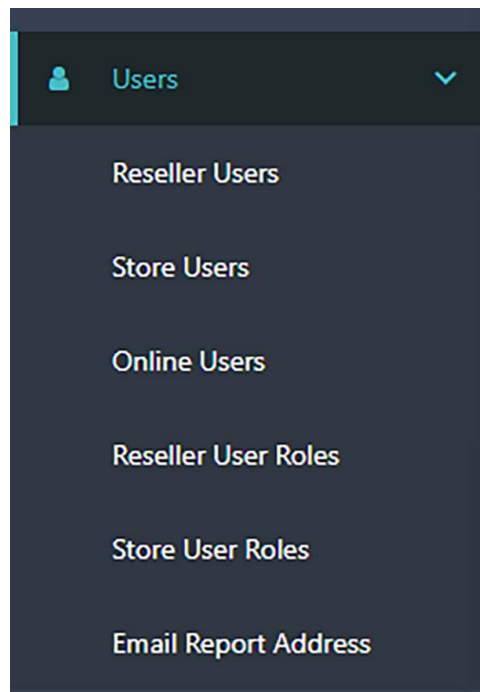 Users
Reseller Users
Store Users
Online Users
Reseller User Roles
Store User Roles
Email Report Address